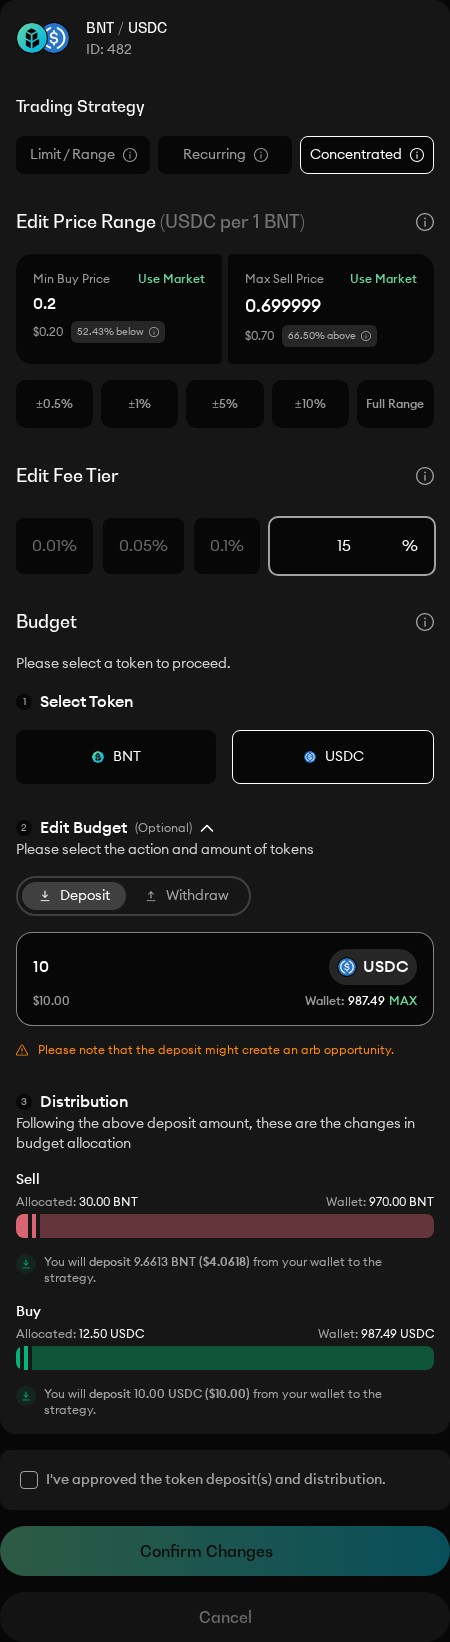 BNT / USDC
ID: 482
Trading Strategy
Limit / Range
Recurring
Concentrated
Edit Price Range (USDC per 1 BNT)
Min Buy Price
Use Market
0.2
$0.20
52.43% below
Max Sell Price
Use Market
0.699999
$0.70
66.50% above
±0.5%
±1%
±5%
±10%
Full Range
Edit Fee Tier
0.01%
0.05%
0.1%
15
%
Budget
Please select a token to proceed.
1 Select Token
BNT
USDC
2 Edit Budget (Optional)
Please select the action and amount of tokens
Deposit
Withdraw
10
USDC
$10.00
Wallet: 987.49 MAX
Please note that the deposit might create an arb opportunity.
3 Distribution
Following the above deposit amount, these are the changes in
budget allocation
Sell
Allocated: 30.00 BNT
Wallet: 970.00 BNT
You will deposit 9.6613 BNT ($4.0618) from your wallet to the
strategy.
Buy
Allocated: 12.50 USDC
Wallet: 987.49 USDC
You will deposit 10.00 USDC ($10.00) from your wallet to the
strategy.
I've approved the token deposit(s) and distribution.
Confirm Changes
Cancel